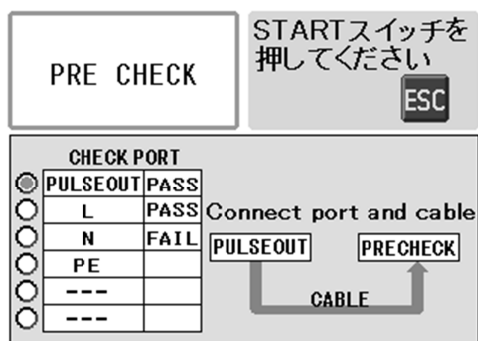 PRE CHECK
STARTスイッチを
押してください
ESC
CHECK PORT
PULSEOUT PASS
L PASS
N FAIL
PE
---
---
Connect port and cable
PULSEOUT PRECHECK
CABLE